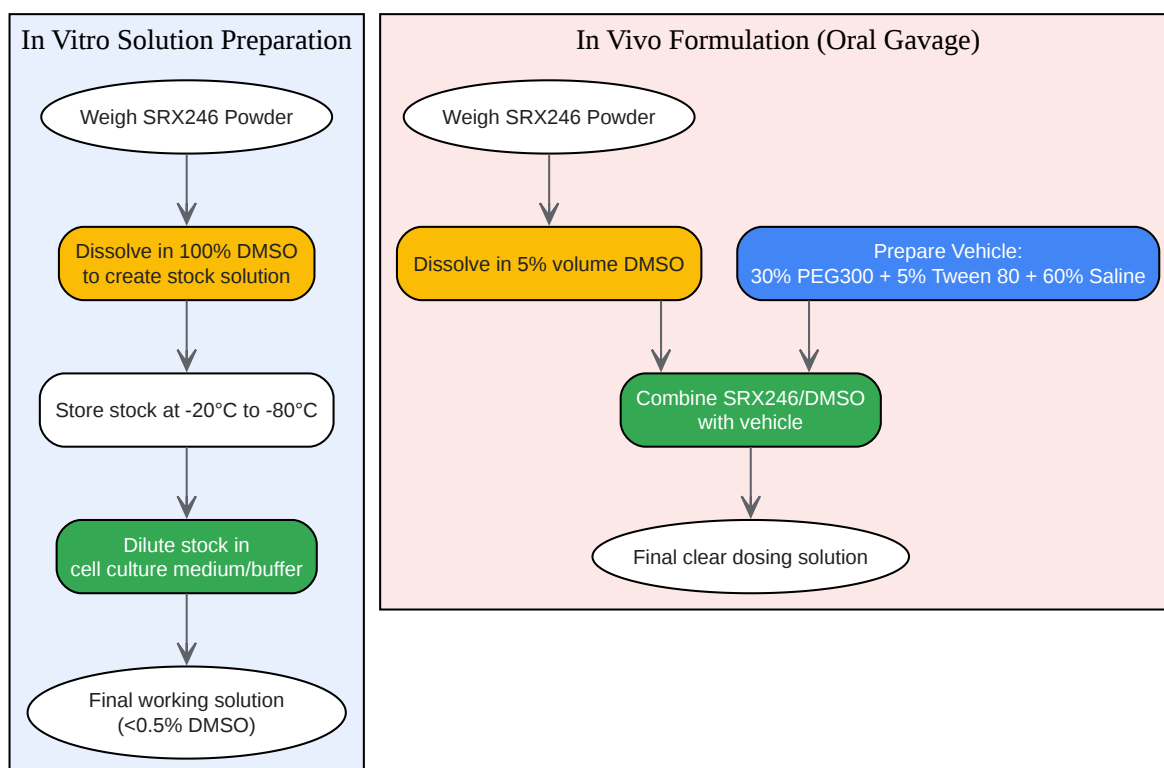 In Vitro Solution Preparation
Weigh SRX246 Powder
Dissolve in 100% DMSO
to create stock solution
Store stock at -20°C to -80°C
Dilute stock in
cell culture medium/buffer
Final working solution
(<0.5% DMSO)
In Vivo Formulation (Oral Gavage)
Weigh SRX246 Powder
Dissolve in 5% volume DMSO
Prepare Vehicle:
30% PEG300 + 5% Tween 80 + 60% Saline
Combine SRX246/DMSO
with vehicle
Final clear dosing solution